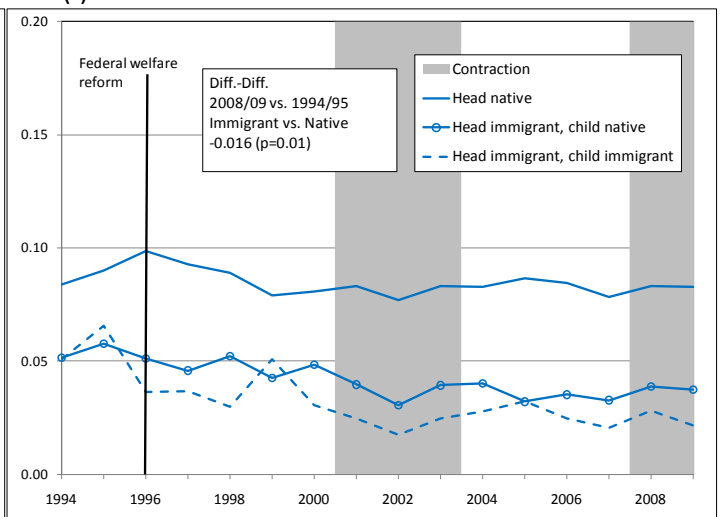 0.20
Federal welfare
reform
Diff.-Diff.
2008/09 vs. 1994/95
Immigrant vs. Native
-0.016 (p=0.01)
Contraction
Head native
Head immigrant, child native
Head immigrant, child immigrant
0.15
0.10
0.05
0.00
1994 1996 1998 2000 2002 2004 2006 2008